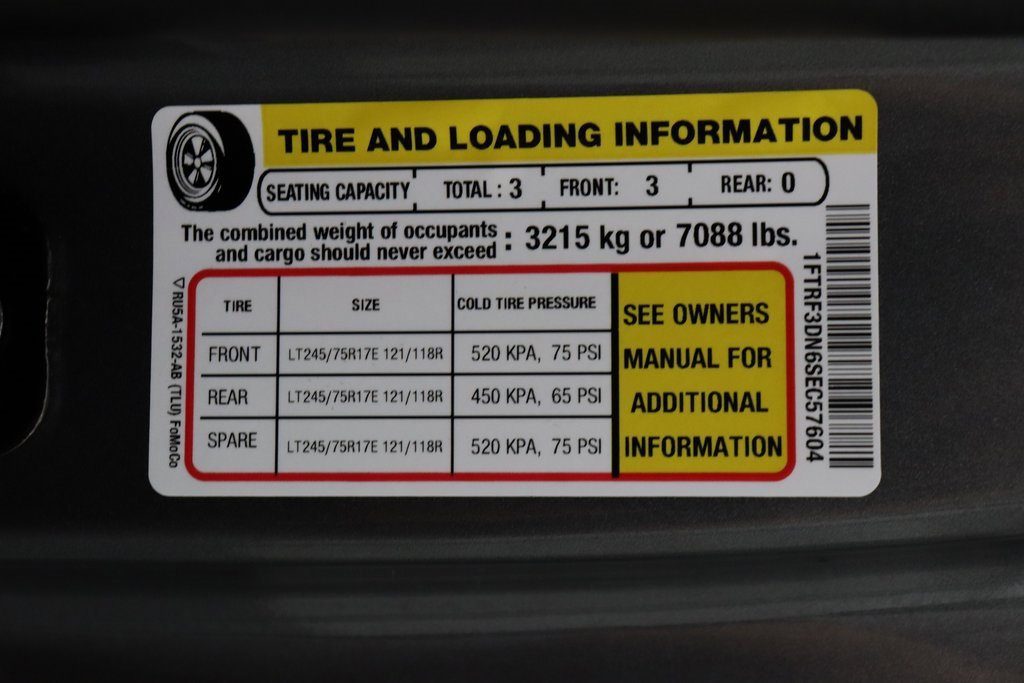 TIRE AND LOADING INFORMATION
SEATING CAPACITY TOTAL : 3 FRONT: 3 REAR: 0
The combined weight of occupants
and cargo should never exceed : 3215 kg or 7088 lbs.
TIRE SIZE COLD TIRE PRESSURE
FRONT LT245/75R17E 121/118R 520 KPA, 75 PSI
REAR LT245/75R17E 121/118R 450 KPA, 65 PSI
SPARE LT245/75R17E 121/118R 520 KPA, 75 PSI
SEE OWNERS
MANUAL FOR
ADDITIONAL
INFORMATION
RU5A-1532-AB (TLU) FoMoCo
1FTRF3DN6SEC57604